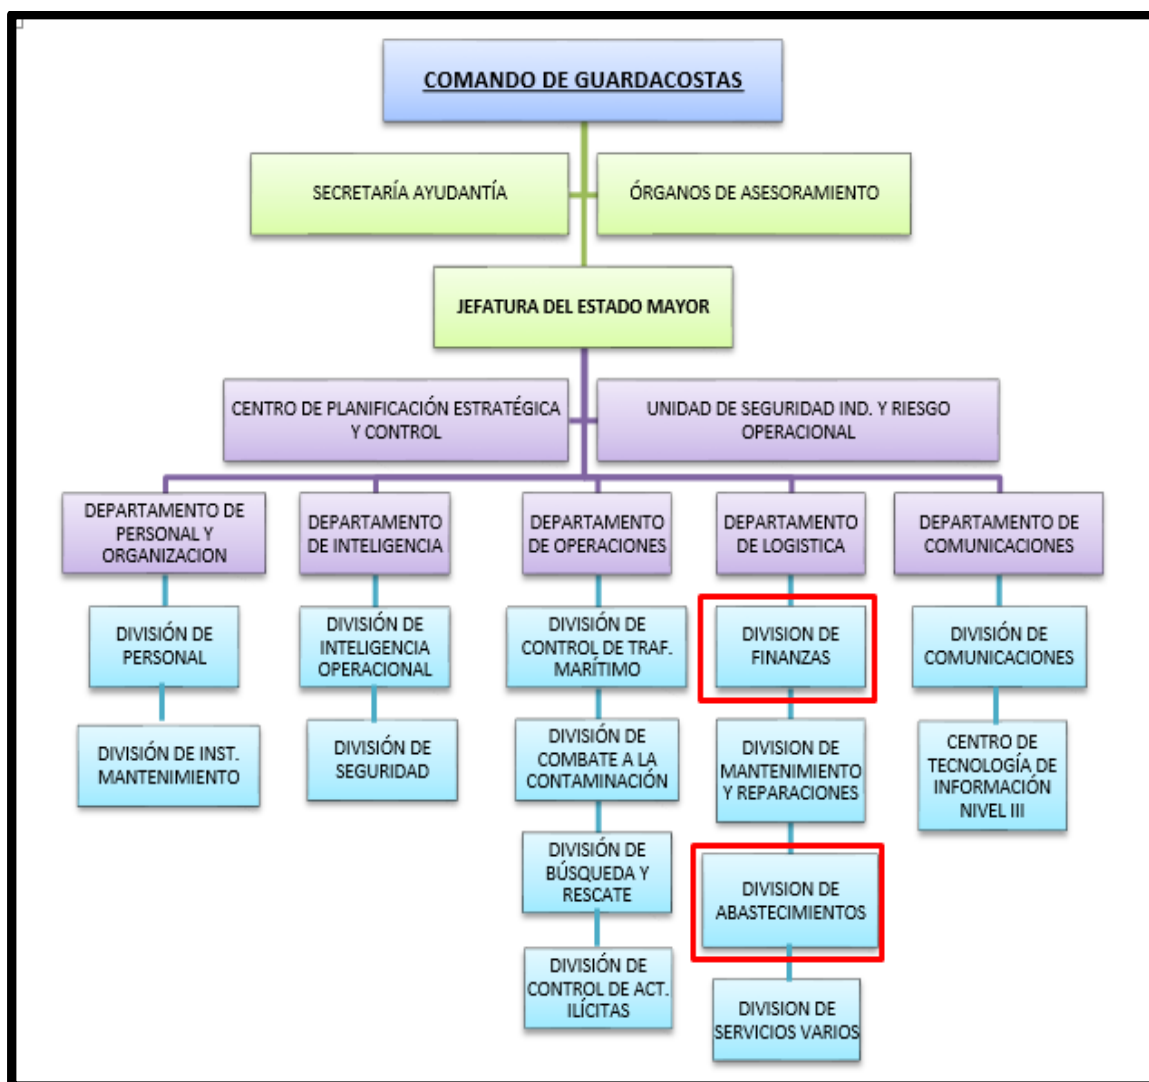 COMANDO DE GUARDACOSTAS
SECRETARÍA AYUDANTÍA
ÓRGANOS DE ASESORAMIENTO
JEFATURA DEL ESTADO MAYOR
CENTRO DE PLANIFICACIÓN ESTRATÉGICA
Y CONTROL
UNIDAD DE SEGURIDAD IND. Y RIESGO
OPERACIONAL
DEPARTAMENTO DE
PERSONAL Y
ORGANIZACION
DEPARTAMENTO
DE INTELIGENCIA
DEPARTAMENTO
DE OPERACIONES
DEPARTAMENTO
DE LOGISTICA
DEPARTAMENTO DE
COMUNICACIONES
DIVISIÓN DE
PERSONAL
DIVISIÓN DE
INTELIGENCIA
OPERACIONAL
DIVISIÓN DE
CONTROL DE TRAF.
MARÍTIMO
DIVISION DE
FINANZAS
DIVISIÓN DE
COMUNICACIONES
DIVISIÓN DE INST.
MANTENIMIENTO
DIVISIÓN DE
SEGURIDAD
DIVISIÓN DE
COMBATE A LA
CONTAMINACIÓN
DIVISION DE
MANTENIMIENTO
Y REPARACIONES
CENTRO DE
TECNOLOGÍA DE
INFORMACIÓN
NIVEL III
DIVISIÓN DE
BÚSQUEDA Y
RESCATE
DIVISION DE
ABASTECIMIENTOS
DIVISIÓN DE
CONTROL DE ACT.
ILÍCITAS
DIVISION DE
SERVICIOS VARIOS